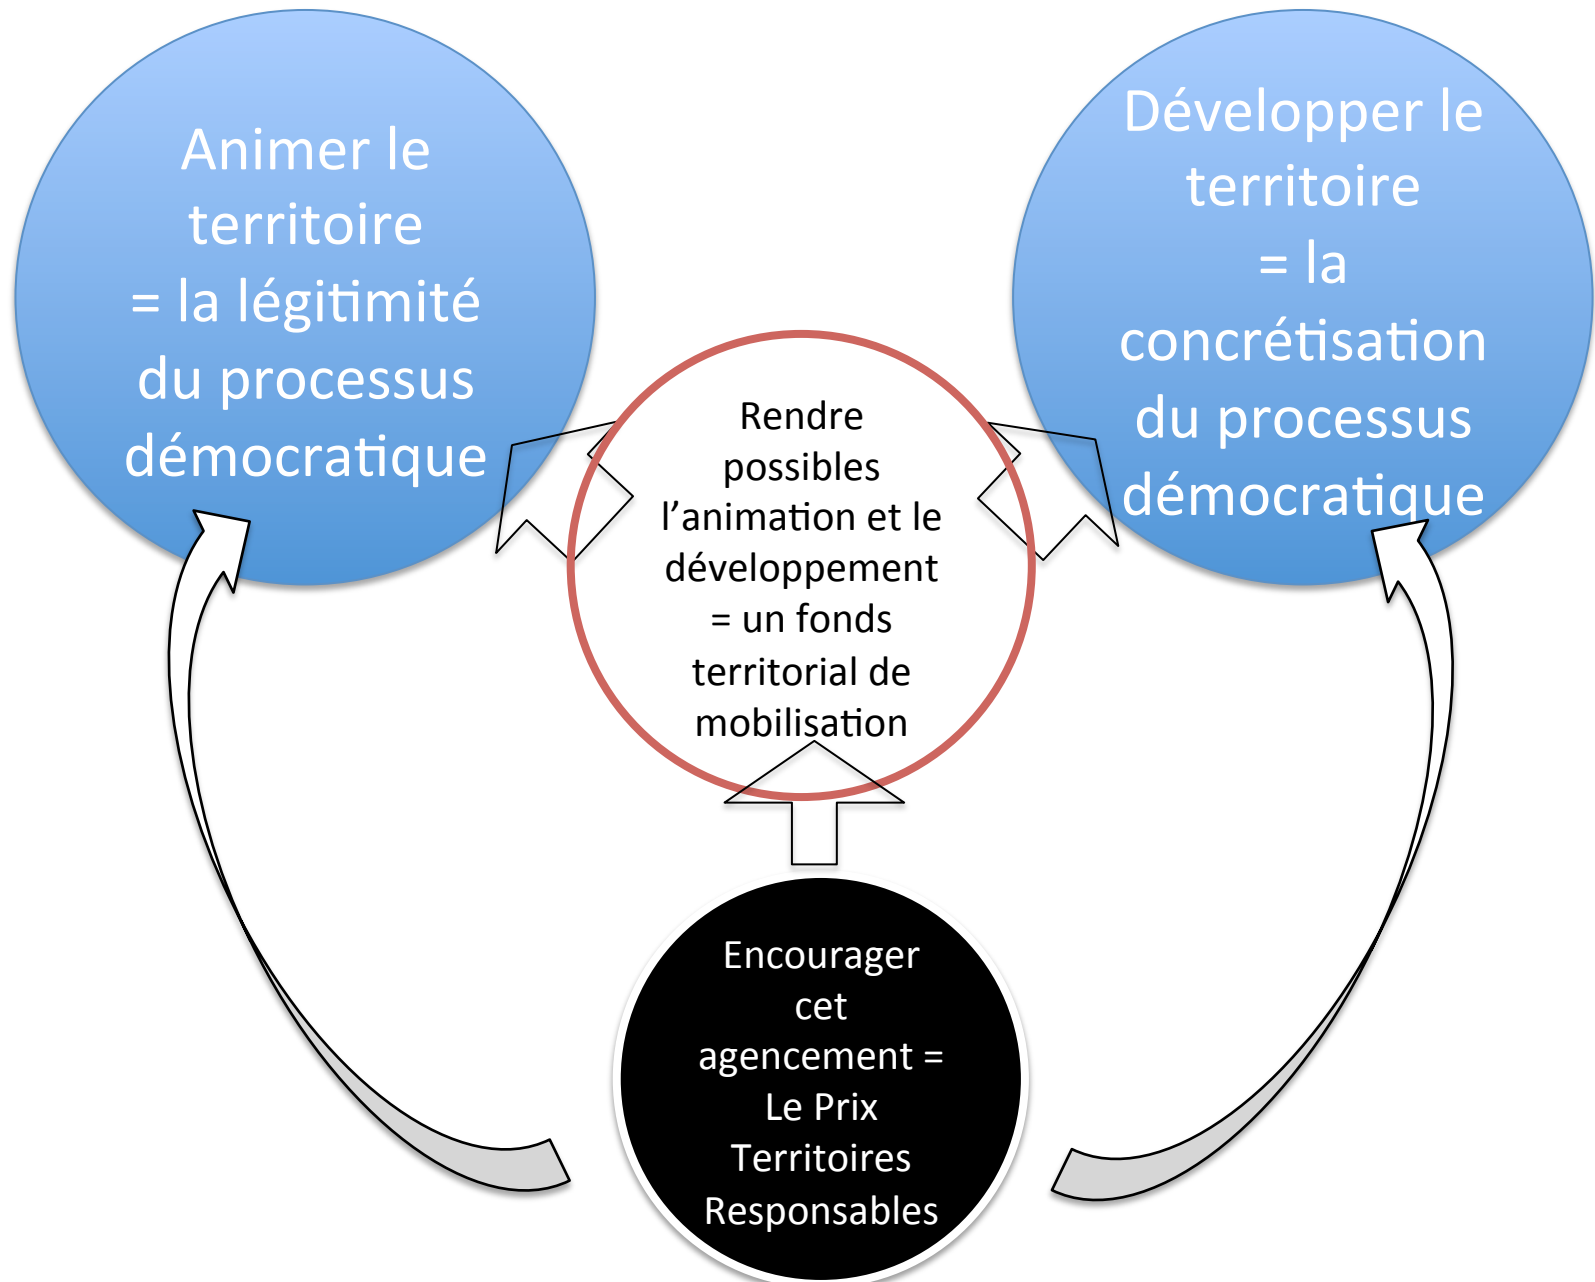 Animer le
territoire
= la légitimité
du processus
démocratique
Développer le
territoire
= la
concrétisation
du processus
démocratique
Rendre
possibles
l’animation et le
développement
= un fonds
territorial de
mobilisation
Encourager
cet
agencement =
Le Prix
Territoires
Responsables